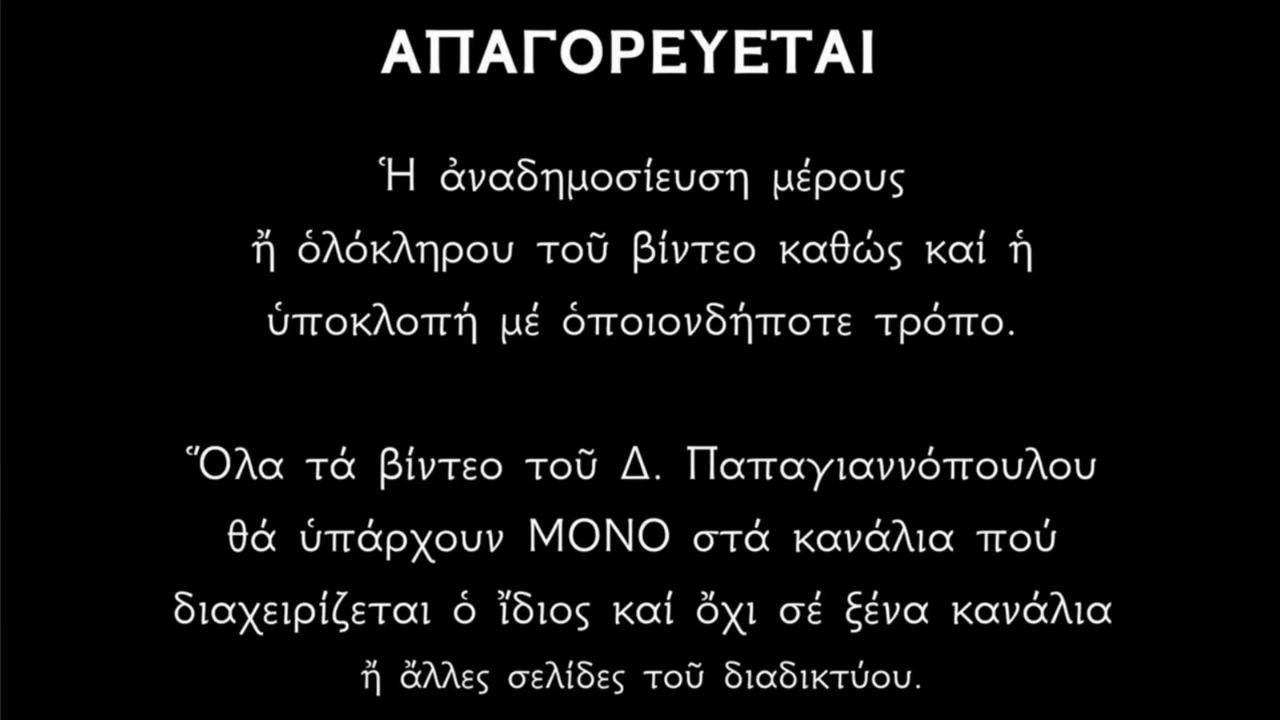 ΑΠΑΓΟΡΕΥΕΤΑΙ
Ἡ ἀναδημοσίευση μέρους
ἤ ὁλόκληρου τοῦ βίντεο καθώς καί ἡ
ὑποκλοπή μέ ὁποιονδήποτε τρόπο.
Ὅλα τά βίντεο τοῦ Δ. Παπαγιαννόπουλου
θά ὑπάρχουν ΜΟΝΟ στά κανάλια πού
διαχειρίζεται ὁ ἴδιος καί ὄχι σέ ξένα κανάλια
ἤ ἄλλες σελίδες τοῦ διαδικτύου.